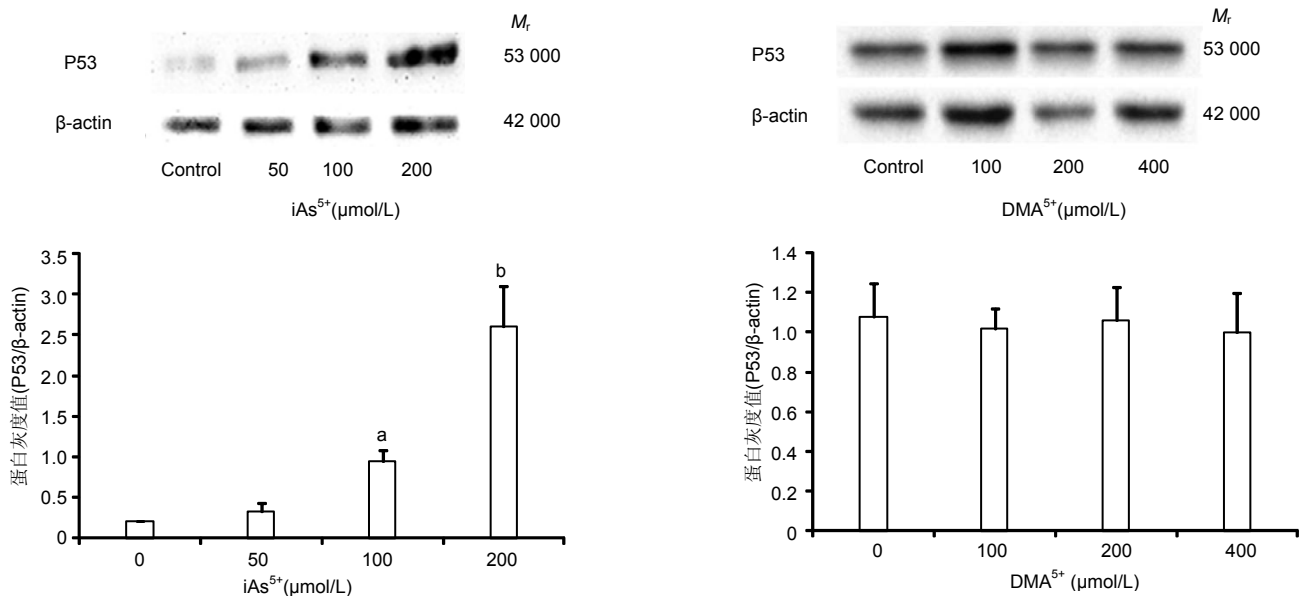 Mr
P53
53 000
β-actin
42 000
Control 50 100 200
iAs5+(μmol/L)
Mr
P53
53 000
β-actin
42 000
Control 100 200 400
DMA5+(μmol/L)
蛋白灰度值(P53/β-actin)
3.5
3.0
2.5
2.0
1.5
1.0
0.5
0
a
b
0 50 100 200
iAs5+(μmol/L)
蛋白灰度值(P53/β-actin)
1.4
1.2
1.0
0.8
0.6
0.4
0.2
0
0 100 200 400
DMA5+ (μmol/L)